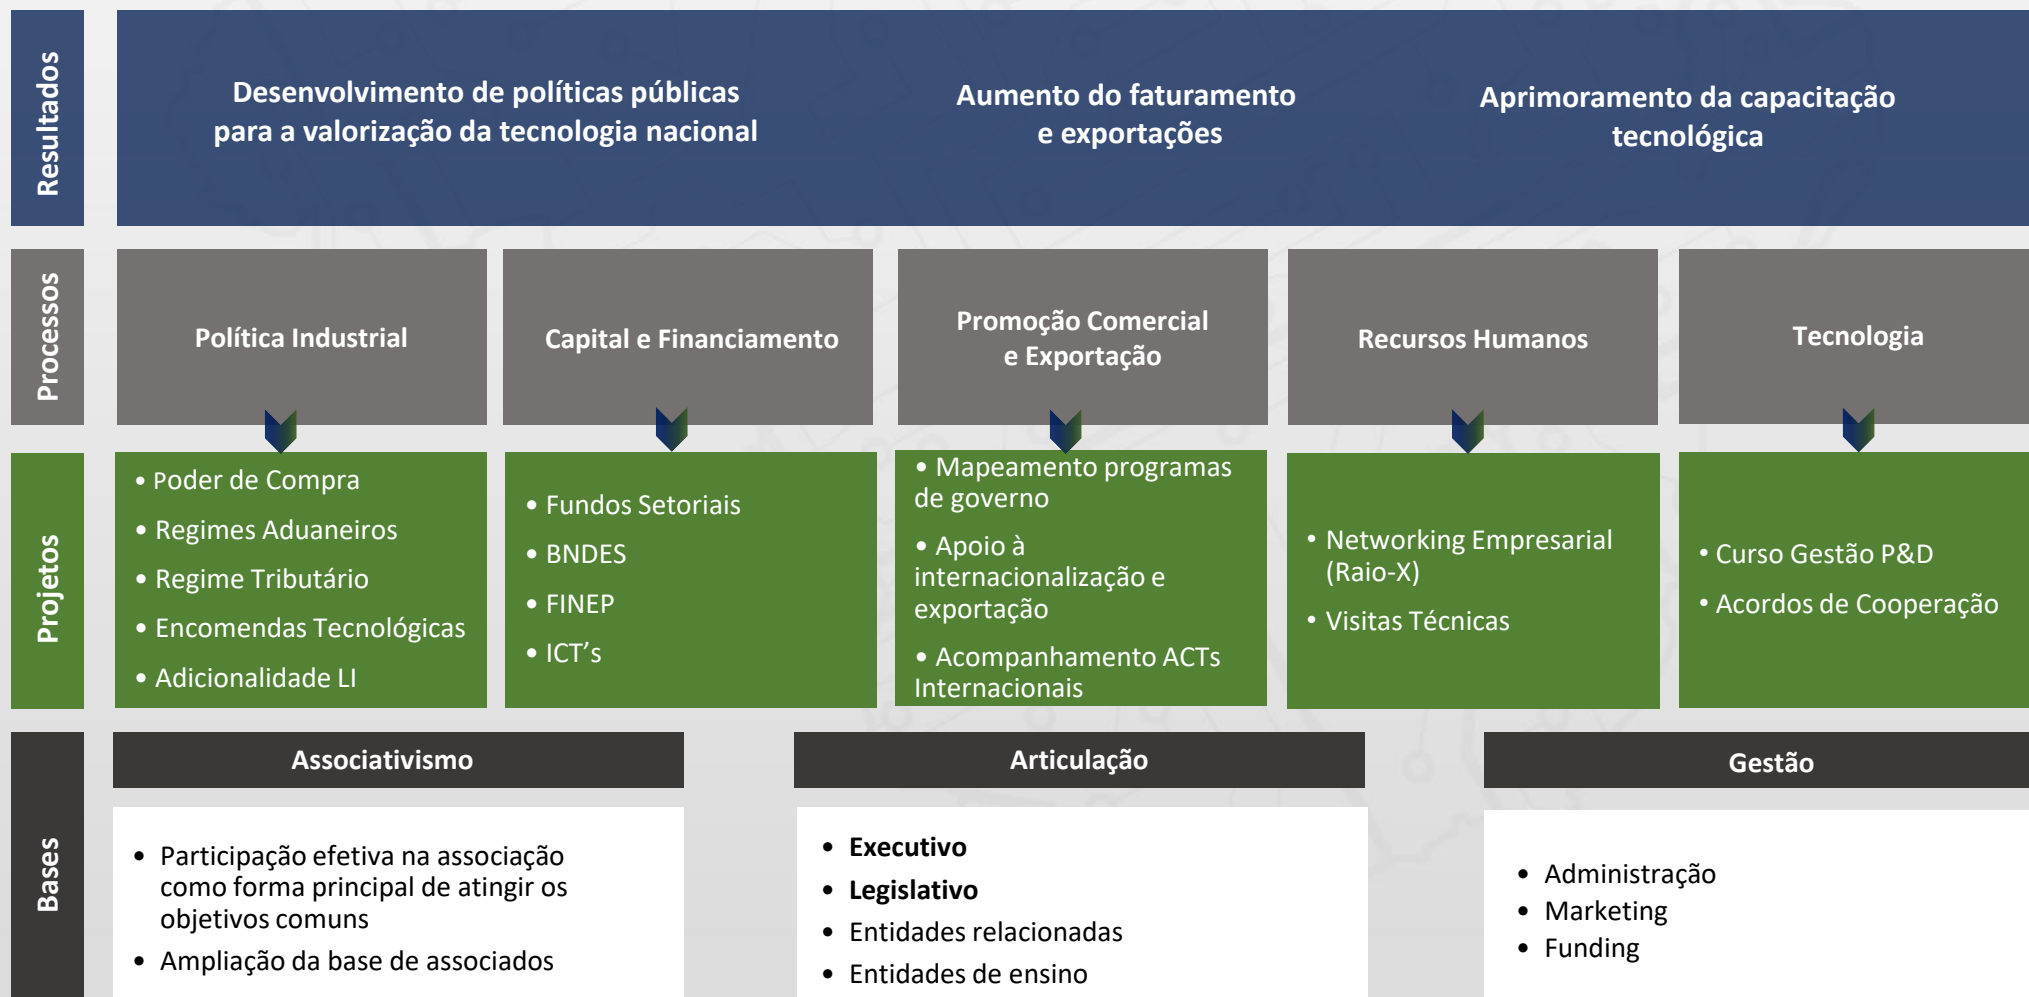 Resultados
Desenvolvimento de políticas públicas
para a valorização da tecnologia nacional
Aumento do faturamento
e exportações
Aprimoramento da capacitação
tecnológica
Processos
Política Industrial
Capital e Financiamento
Promoção Comercial
e Exportação
Recursos Humanos
Tecnologia
Projetos
• Poder de Compra
• Regimes Aduaneiros
• Regime Tributário
• Encomendas Tecnológicas
• Adicionalidade LI
• Fundos Setoriais
• BNDES
• FINEP
• ICT’s
• Mapeamento programas
de governo
• Apoio à
internacionalização e
exportação
• Acompanhamento ACTs
Internacionais
• Networking Empresarial
(Raio-X)
• Visitas Técnicas
• Curso Gestão P&D
• Acordos de Cooperação
Bases
Associativismo
• Participação efetiva na associação
como forma principal de atingir os
objetivos comuns
• Ampliação da base de associados
Articulação
• Executivo
• Legislativo
• Entidades relacionadas
• Entidades de ensino
Gestão
• Administração
• Marketing
• Funding